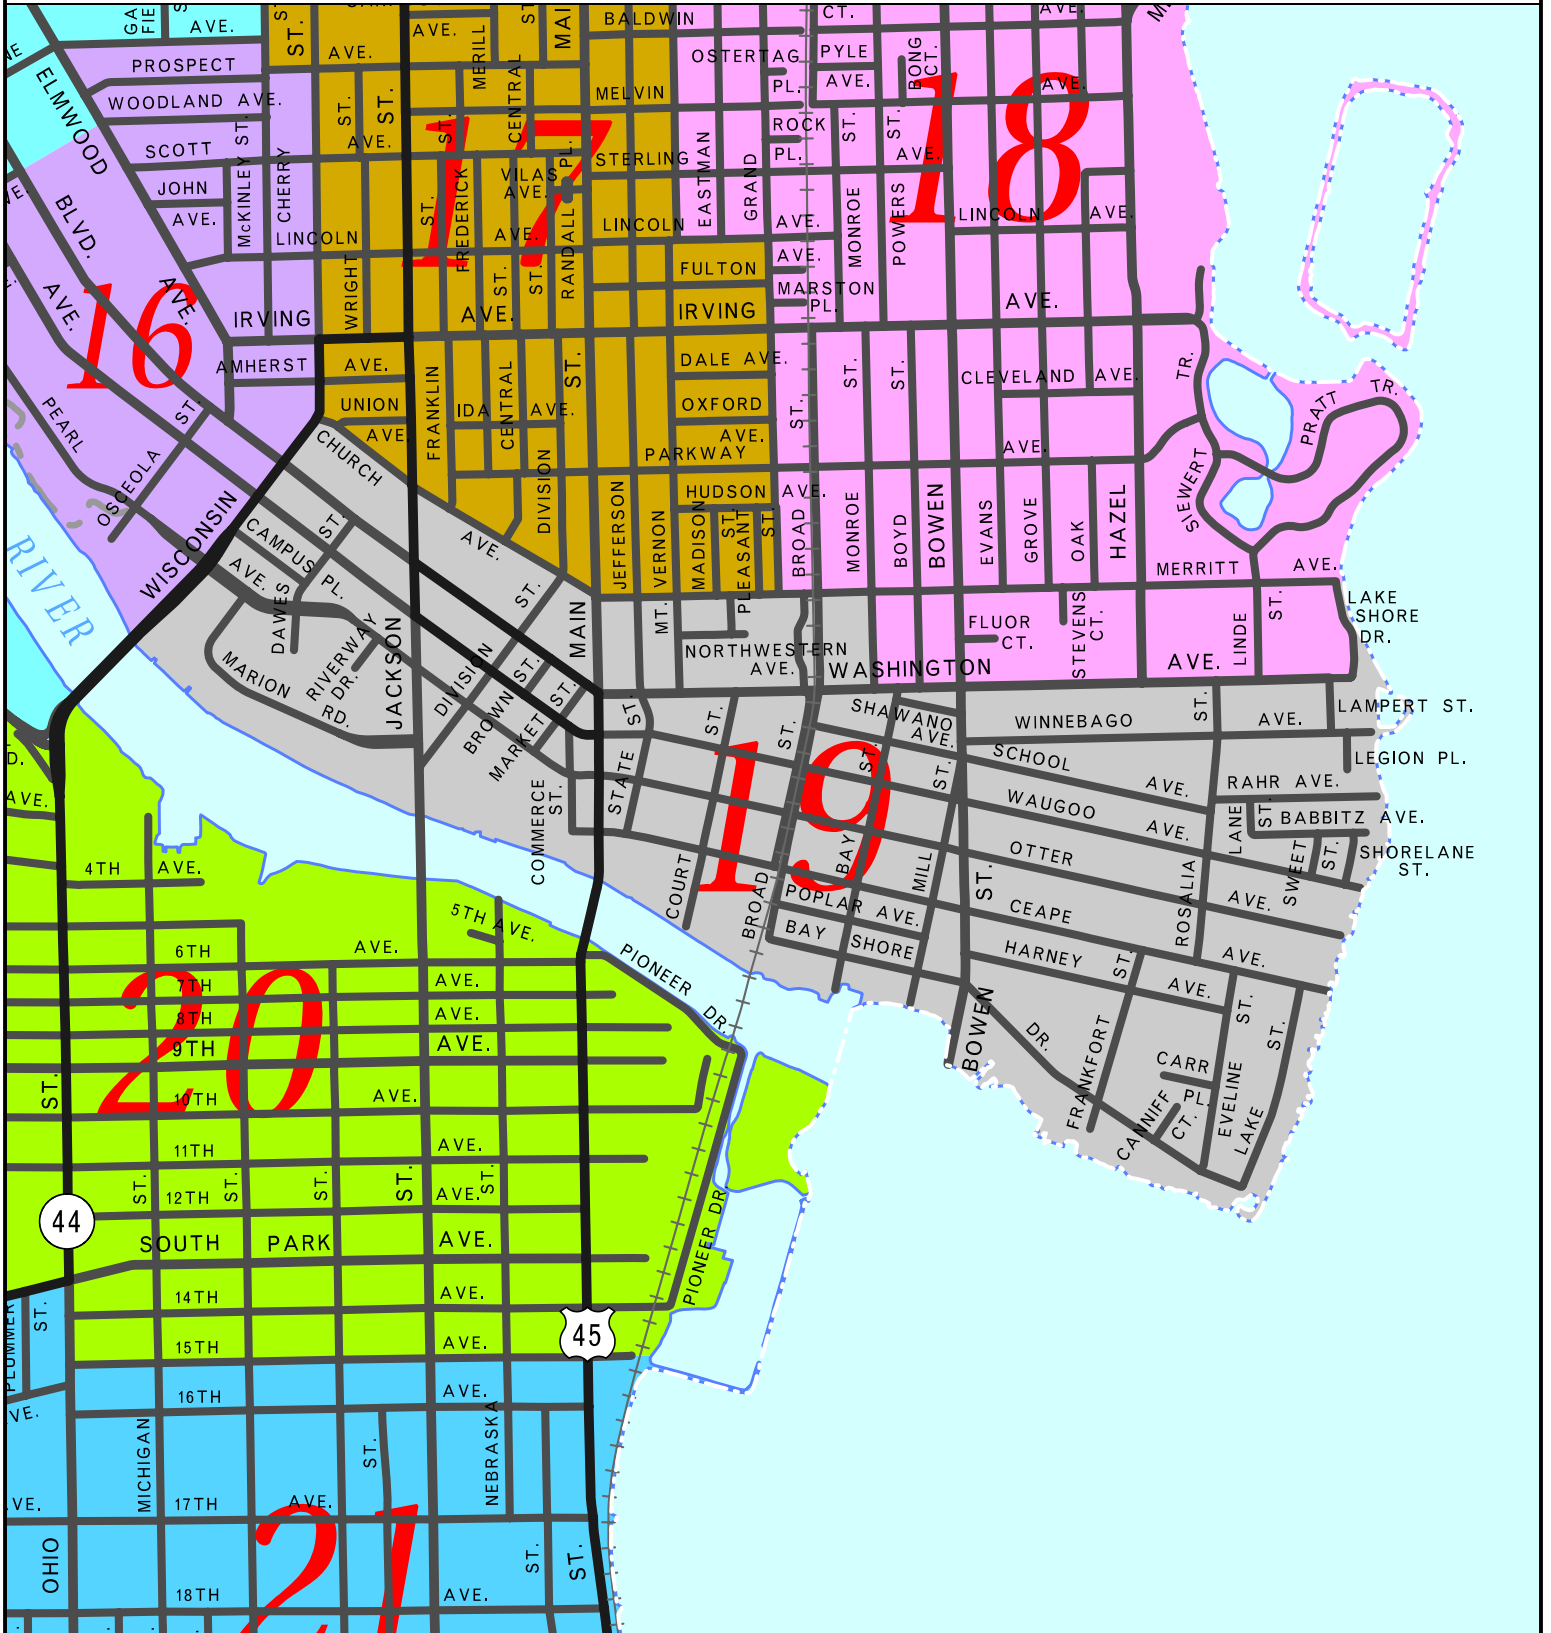 CT.
AVE.
BALDWIN
AVE.
AVE.
ST.
MERILL
OSTERTAG
PL.
PYLE
AVE.
BONG
CT.
AVE.
PROSPECT
AVE.
ELMWOOD
AVE.
WOODLAND AVE.
ST.
ST.
CENTRAL
MELVIN
18
17
ROCK
PL.
ST.
ST.
AVE.
SCOTT
McKINLEY ST.
CHERRY
AVE.
ST.
PL.
STERLING
EASTMAN
GRAND
JOHN
AVE.
VILAS
AVE.
FREDERICK
ST.
RANDALL
LINCOLN
AVE.
MONROE
POWERS
LINCOLN
AVE.
BLVD.
LINCOLN
AVE.
AVE.
FULTON
AVE.
16
AVE.
WRIGHT
ST.
ST.
MARSTON
PL.
IRVING
AVE.
IRVING
AVE.
AMHERST
AVE.
DALE AVE.
ST.
ST.
ST.
CLEVELAND AVE.
TR.
TR.
PRATT
UNION
AVE.
FRANKLIN
IDA
AVE.
CENTRAL
OXFORD
AVE.
ST.
PEARL
ST.
OSCEOLA
CHURCH
PARKWAY
AVE.
DIVISION
JEFFERSON
VERNON
MT.
HUDSON
AVE.
MADISON
ST.
PLEASANT
ST.
BROAD
MONROE
BOYD
BOWEN
EVANS
GROVE
OAK
HAZEL
SIEWERT
WISCONSIN
CAMPUS
PL.
ST.
AVE.
AVE.
MERRITT
AVE.
RIVER
DAWES
RIVERWAY
DR.
MARION
RD.
JACKSON
DIVISION
ST.
MAIN
NORTHWESTERN
AVE.
FLUOR
CT.
STEVENS
CT.
LINDE
ST.
LAKE
SHORE
DR.
WASHINGTON
AVE.
BROWN
ST.
MARKET
ST.
ST.
STATE
ST.
ST.
SHAWANO
AVE.
WINNEBAGO
AVE.
ST.
LAMPERT ST.
19
ST.
ST.
SCHOOL
AVE.
LEGION PL.
RAHR AVE.
COMMERCE
ST.
WAUGOO
AVE.
LANE
ST.
BABBITZ AVE.
AVE.
D.
4TH
AVE.
COURT
BROAD
BAY
MILL
ST.
OTTER
AVE.
ROSALIA
SWEET
ST.
SHORELANE
ST.
5TH AVE.
POPLAR AVE.
CEAPE
AVE.
BAY
SHORE
HARNEY
AVE.
ST.
6TH
AVE.
PIONEER
DR.
20
7TH
AVE.
8TH
AVE.
9TH
AVE.
BOWEN
DR.
FRANKFORT
ST.
ST.
CARR
PL.
CANNIFF
CT.
EVELINE
LAKE
ST.
10TH
AVE.
11TH
AVE.
ST.
ST.
12TH
ST.
ST.
AVE.
ST.
PIONEER DR.
44
SOUTH
PARK
AVE.
14TH
AVE.
PLUMMER
ST.
15TH
AVE.
45
16TH
AVE.
VE.
MICHIGAN
ST.
NEBRASKA
VE.
17TH
AVE.
21
OHIO
18TH
AVE.
ST.
ST.